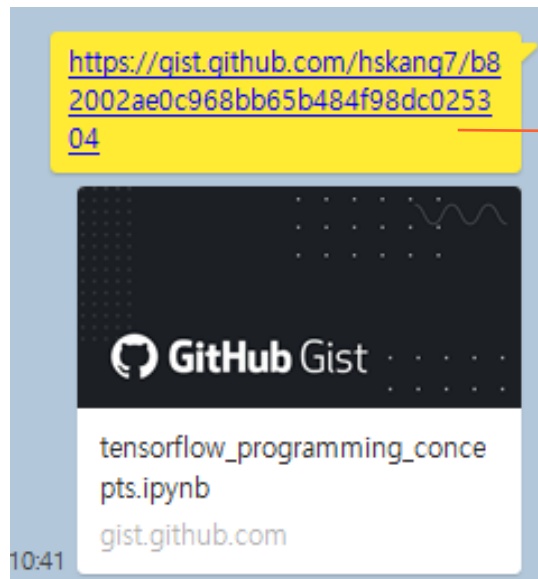 https://gist.github.com/hskang7/b8
2002ae0c968bb65b484f98dc0253
04
GitHub Gist
tensorflow_programming_conce
pts.ipynb
gist.github.com
10:41